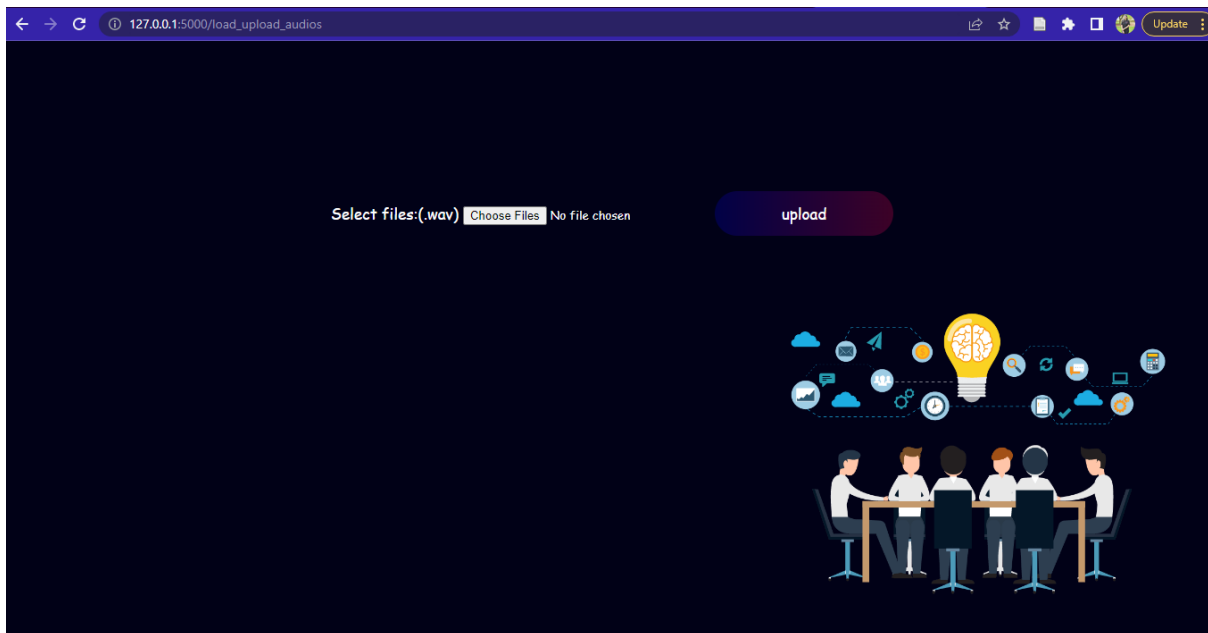 127.0.0.1:5000/load_upload_audios
Update
Select files:(.wav) Choose Files No file chosen
upload